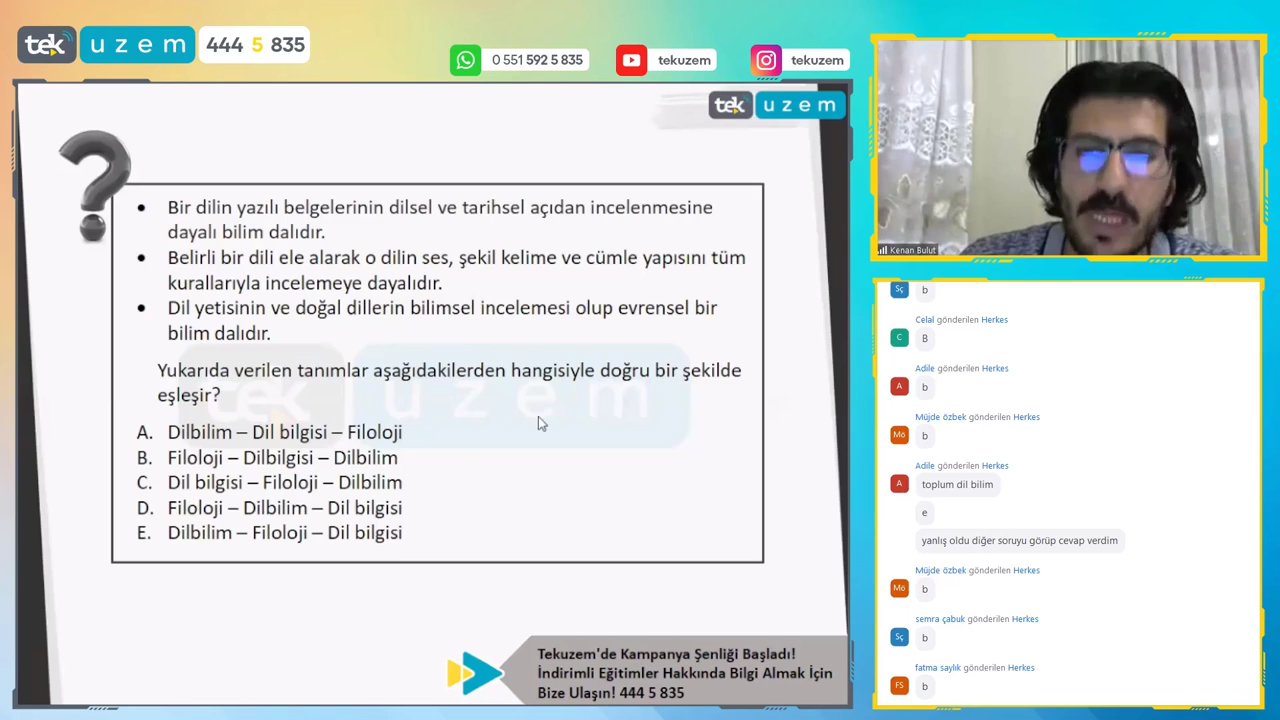 tek uzem 444 5 835
0 551 592 5 835
tekuzem
tekuzem
tek uzem
Bir dilin yazılı belgelerinin dilsel ve tarihsel açıdan incelenmesine
dayalı bilim dalıdır.
Belirli bir dili ele alarak o dilin ses, şekil kelime ve cümle yapısını tüm
kurallarıyla incelemeye dayalıdır.
Dil yetisinin ve doğal dillerin bilimsel incelemesi olup evrensel bir
bilim dalıdır.
Yukarıda verilen tanımlar aşağıdakilerden hangisiyle doğru bir şekilde
eşleşir?
tek uzem
A. Dilbilim – Dil bilgisi – Filoloji
B. Filoloji – Dilbilgisi – Dilbilim
C. Dil bilgisi – Filoloji – Dilbilim
D. Filoloji – Dilbilim – Dil bilgisi
E. Dilbilim – Filoloji – Dil bilgisi
Tekuzem'de Kampanya Şenliği Başladı!
İndirimli Eğitimler Hakkında Bilgi Almak İçin
Bize Ulaşın! 444 5 835
Kenan Bulut
Sç b
Celal gönderilen Herkes
C B
Adile gönderilen Herkes
A b
Müjde özbek gönderilen Herkes
Mö b
Adile gönderilen Herkes
A toplum dil bilim
e
yanlış oldu diğer soruyu görüp cevap verdim
Müjde özbek gönderilen Herkes
Mö b
semra çabuk gönderilen Herkes
Sç b
fatma saylık gönderilen Herkes
FS b